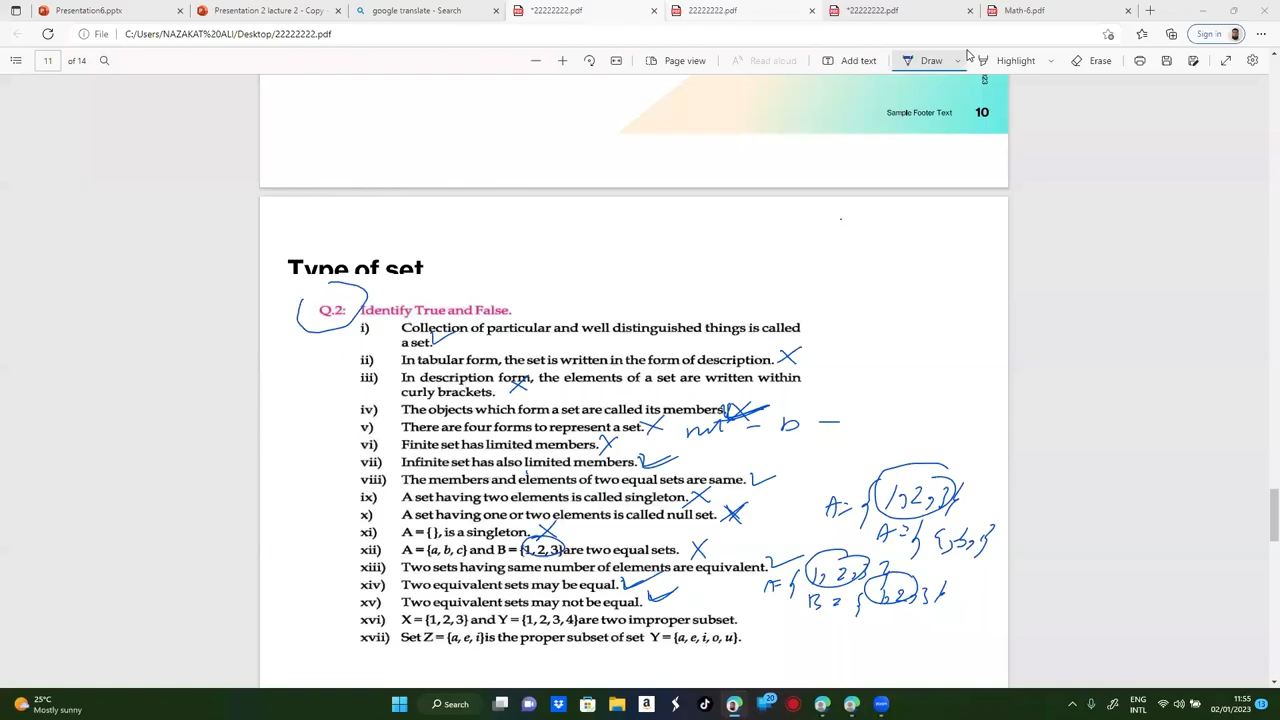 Presentation6.pptx
Presentation 2 lecture 2 - Copy
google translate - Search
*22222222.pdf
22222222.pdf
*22222222.pdf
Math-6.pdf
File
C:/Users/NAZAKAT%20ALI/Desktop/22222222.pdf
Sign in
11 of 14
Page view
Read aloud
Add text
Draw
Highlight
Erase
Sample Footer Text 10
Type of set
Q.2: Identify True and False.
i) Collection of particular and well distinguished things is called
a set.
ii) In tabular form, the set is written in the form of description.
iii) In description form, the elements of a set are written within
curly brackets.
iv) The objects which form a set are called its members.
v) There are four forms to represent a set.
not = b —
vi) Finite set has limited members.
vii) Infinite set has also limited members.
viii) The members and elements of two equal sets are same.
ix) A set having two elements is called singleton.
A = { 1, 2, 3 }
x) A set having one or two elements is called null set.
xi) A = { }, is a singleton.
xii) A = {a, b, c} and B = {1, 2, 3}are two equal sets.
xiii) Two sets having same number of elements are equivalent.
xiv) Two equivalent sets may be equal.
A = { 1, 2, 3 }
xv) Two equivalent sets may not be equal.
xvi) X = {1, 2, 3} and Y = {1, 2, 3, 4}are two improper subset.
xvii) Set Z = {a, e, i}is the proper subset of set Y = {a, e, i, o, u}.
25°C
Mostly sunny
Search
20
ENG
INTL
11:55
02/01/2023
13